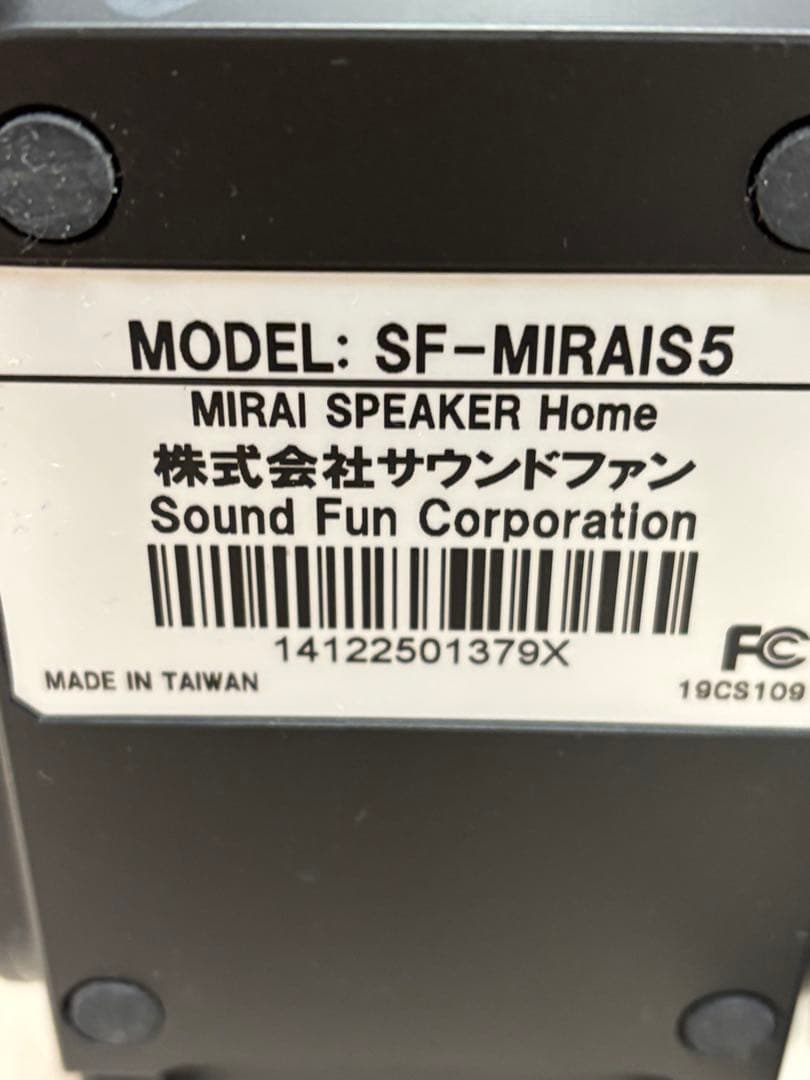 MODEL: SF-MIRAIS5
MIRAI SPEAKER Home
株式会社サウンドファン
Sound Fun Corporation
14122501379X
FC
MADE IN TAIWAN
19CS109